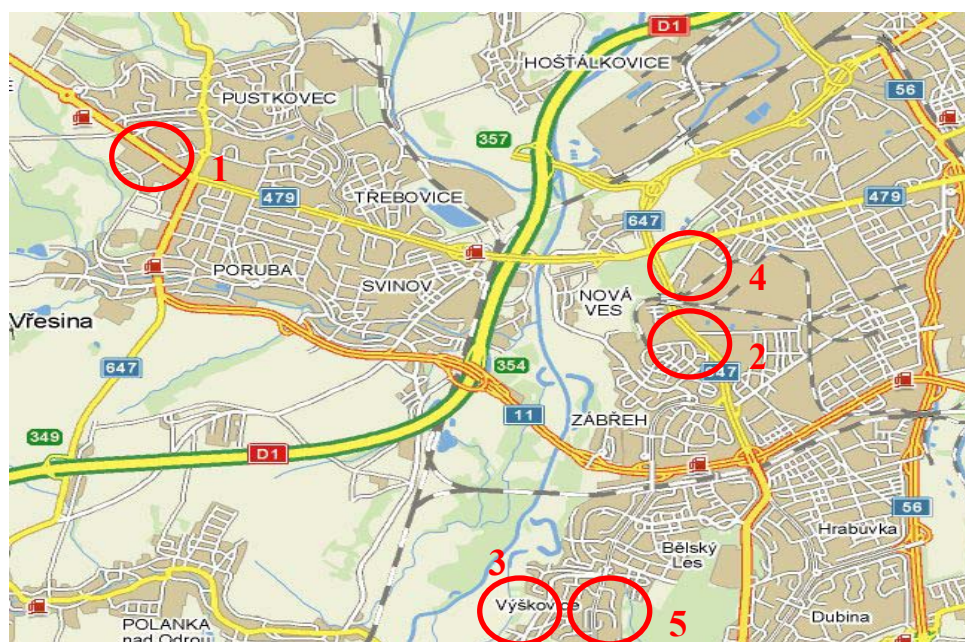 D1
HOŠŤÁLKOVICE
E
56
PUSTKOVEC
357
1
479
TŘEBOVICE
647
479
PORUBA
SVINOV
4
NOVÁ
VES
Vřesina
647
354
2
11
ZÁBŘEH
349
D1
56
Hrabůvka
Bělský
Les
3
Výškovice
5
Dubina
POLANKA
nad Odrou